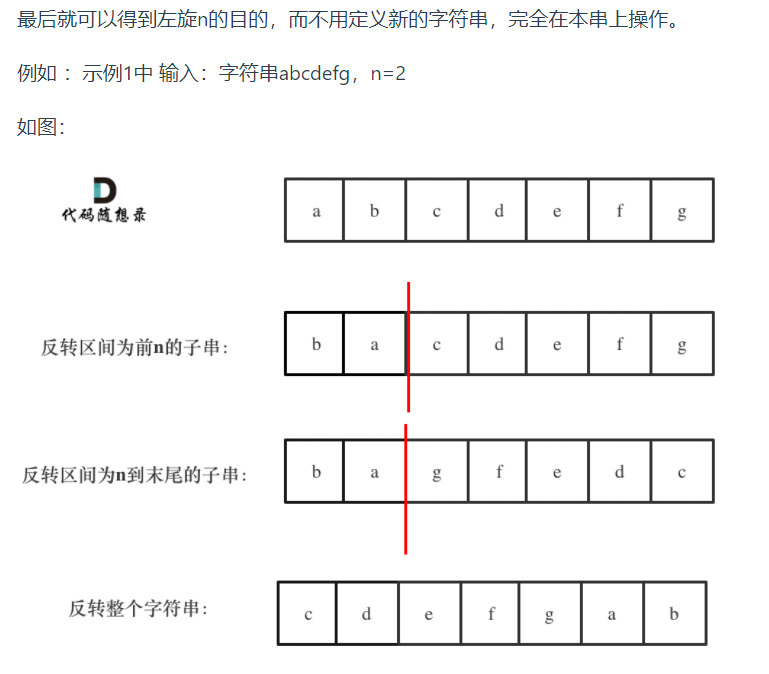 最后就可以得到左旋n的目的，而不用定义新的字符串，完全在本串上操作。
例如 ：示例1中 输入：字符串abcdefg，n=2
如图：
代码随想录
a b c d e f g
反转区间为前n的子串：
b a c d e f g
反转区间为n到末尾的子串：
b a g f e d c
反转整个字符串：
c d e f g a b